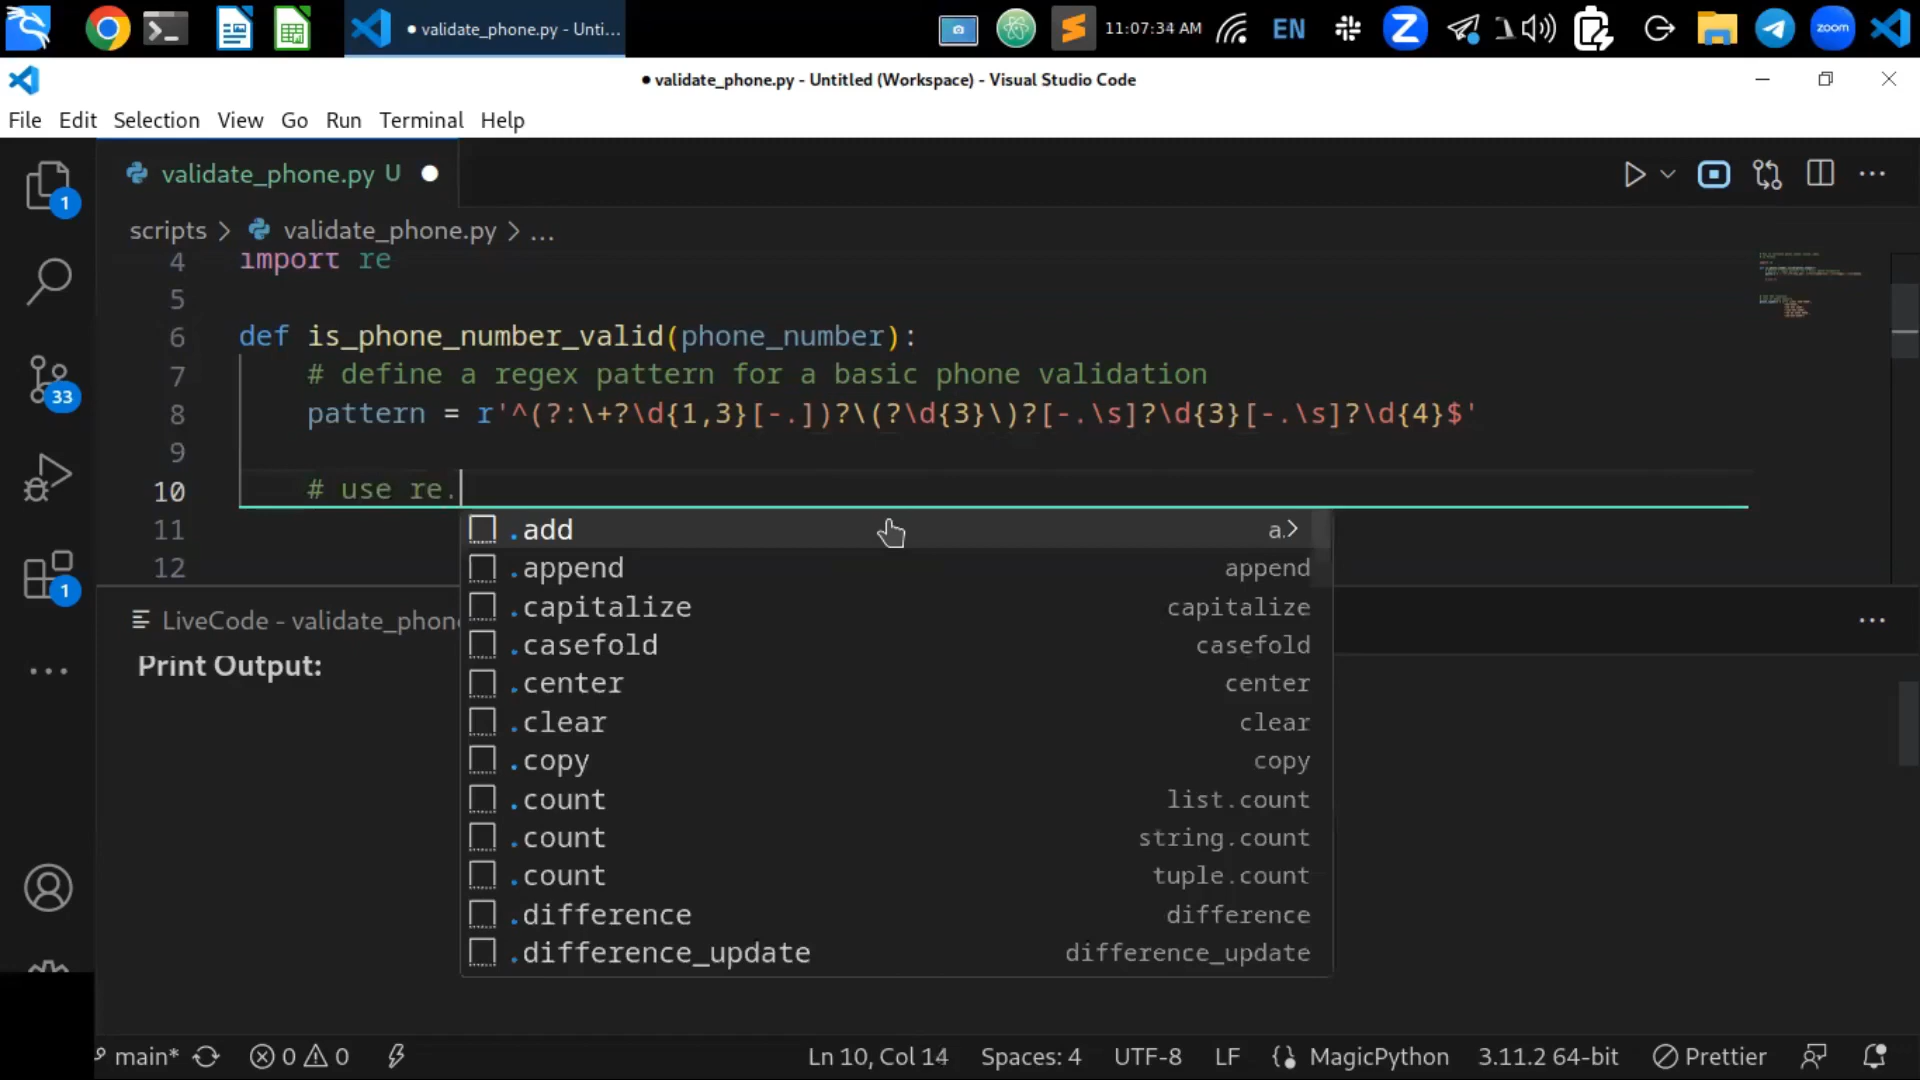 validate_phone.py - Unti...
11:07:34 AM
EN
Z
zoom
● validate_phone.py - Untitled (Workspace) - Visual Studio Code
File Edit Selection View Go Run Terminal Help
validate_phone.py U
scripts > validate_phone.py > ...
4 import re
5
6 def is_phone_number_valid(phone_number):
7 # define a regex pattern for a basic phone validation
8 pattern = r'^(?:\+?\d{1,3}[-.])?\(?\d{3}\)?[-.\s]?\d{3}[-.\s]?\d{4}$'
9
10 # use re.
11
12
.add a.>
.append append
.capitalize capitalize
.casefold casefold
.center center
.clear clear
.copy copy
.count list.count
.count string.count
.count tuple.count
.difference difference
.difference_update difference_update
1
33
1
LiveCode - validate_phon
Print Output:
main* 0 0 Ln 10, Col 14 Spaces: 4 UTF-8 LF MagicPython 3.11.2 64-bit Prettier